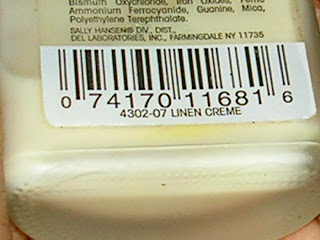 Bismuth Oxychloride, Iron Oxides, Ferric
Ammonium Ferrocyanide, Guanine, Mica,
Polyethylene Terephthalate.
SALLY HANSEN® DIV., DIST.,
DEL LABORATORIES, INC., FARMINGDALE NY 11735
0 74170 11681 6
4302-07 LINEN CREME